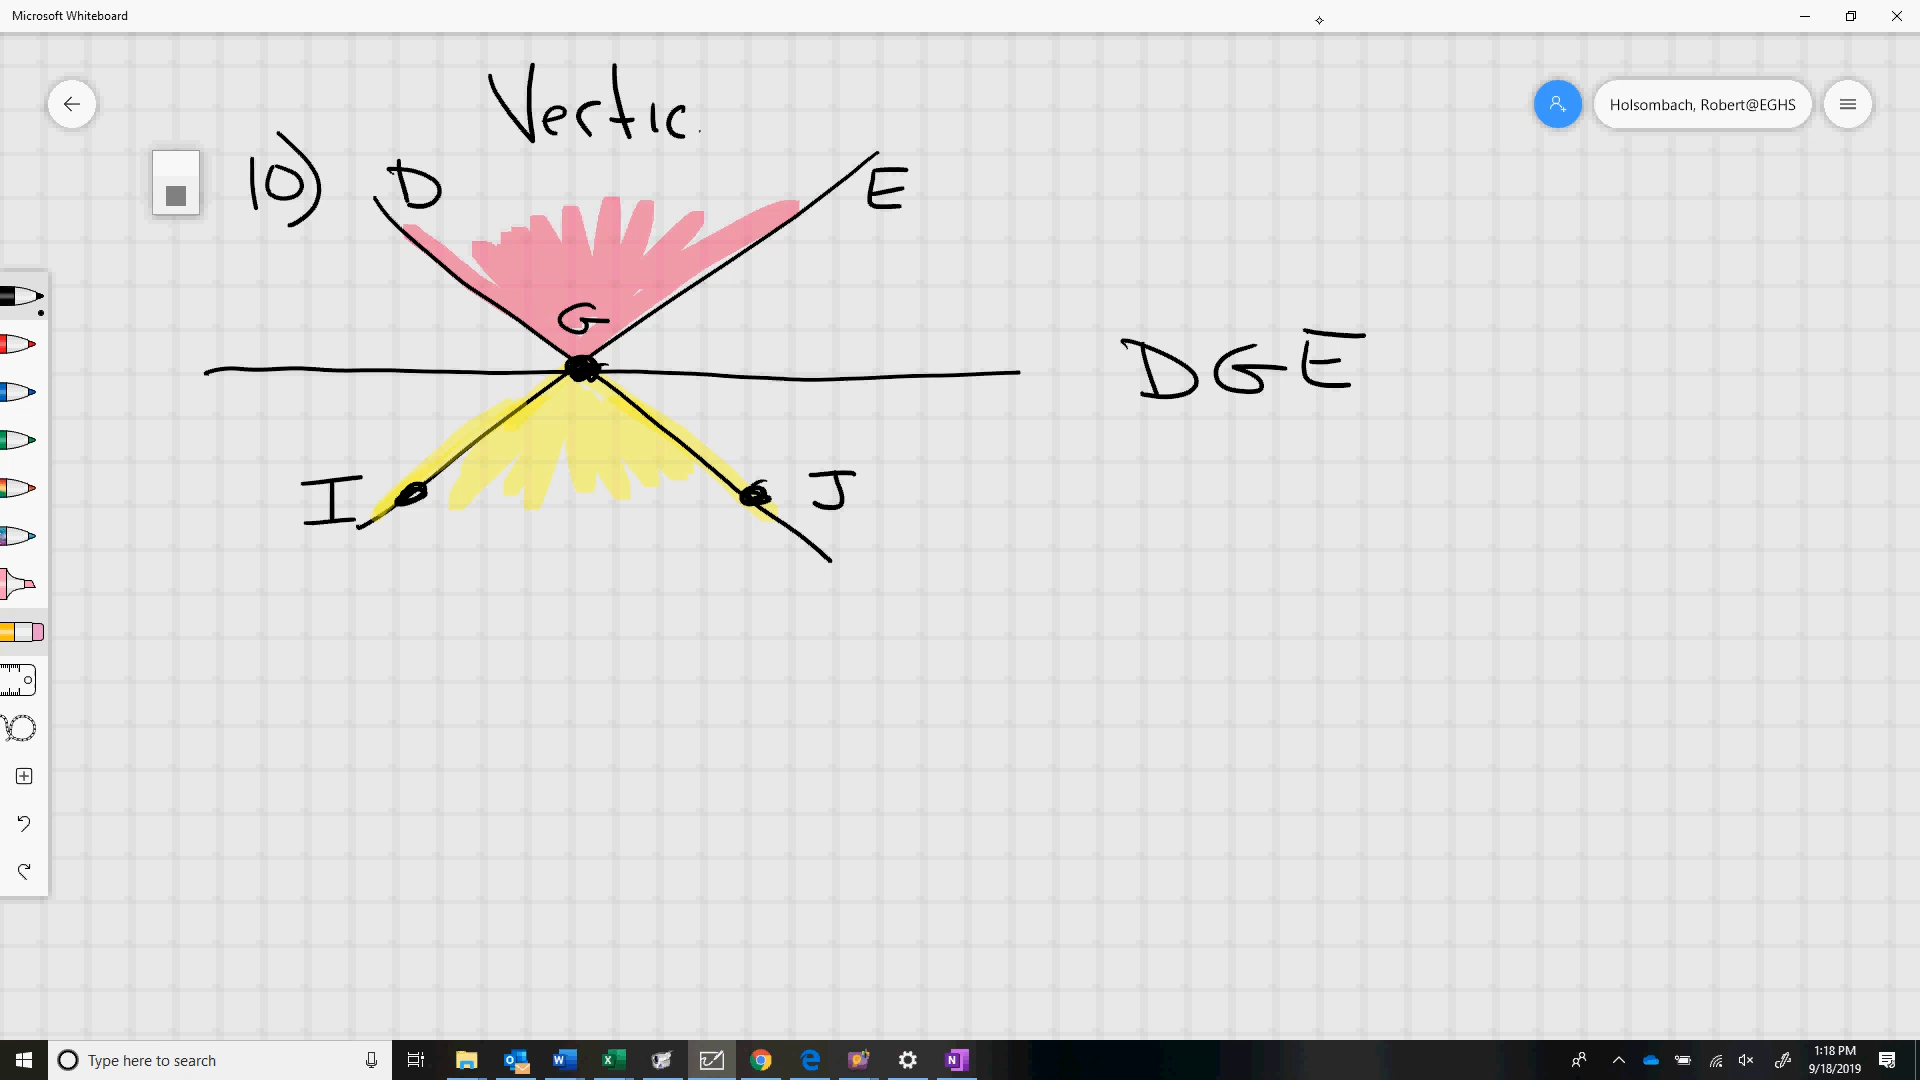 Microsoft Whiteboard
Vertic
Holsombach, Robert@EGHS
10) D E
G
DGE
I J
Type here to search
1:18 PM
9/18/2019